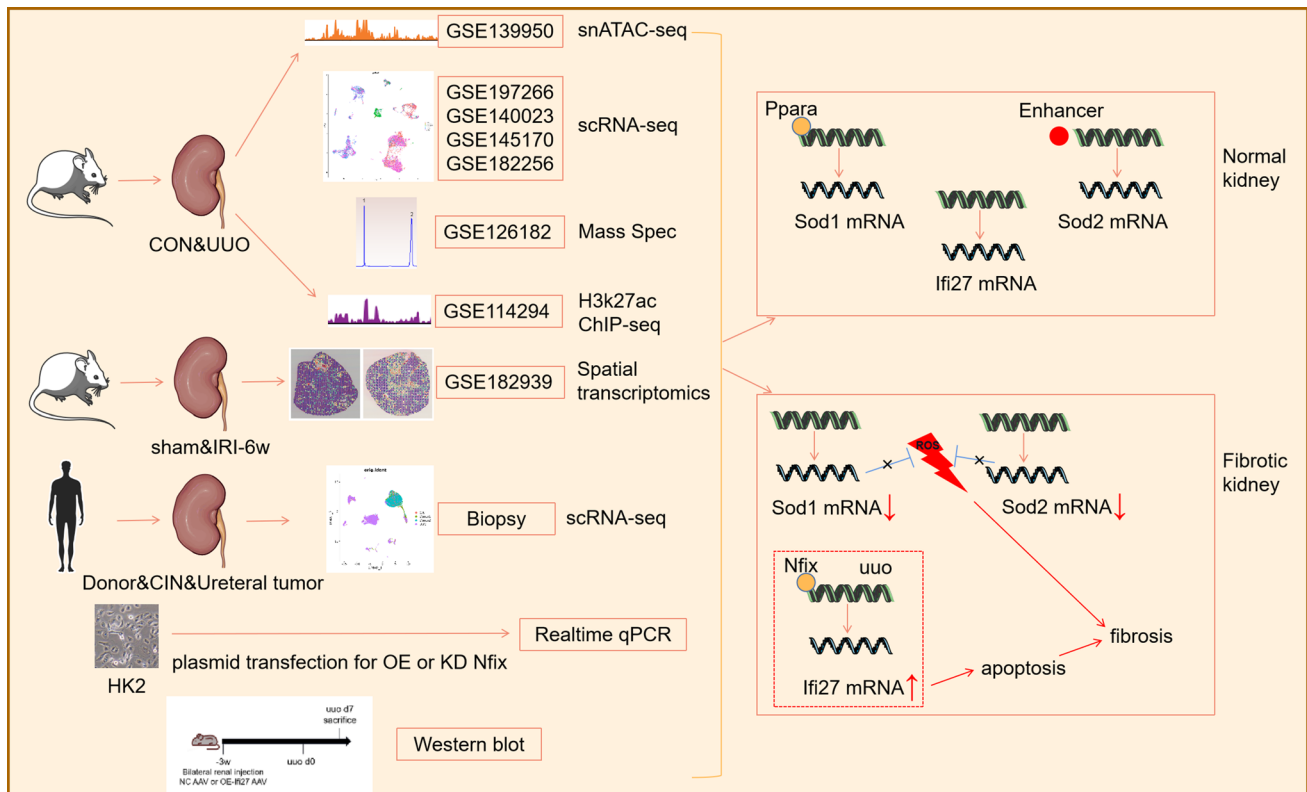 GSE139950
snATAC-seq
GSE197266
GSE140023
GSE145170
GSE182256
scRNA-seq
1
2
GSE126182
Mass Spec
CON&UUO
GSE114294
H3k27ac
ChIP-seq
GSE182939
Spatial
transcriptomics
sham&IRI-6w
orig.ident
Biopsy
scRNA-seq
Donor&CIN&Ureteral tumor
HK2
plasmid transfection for OE or KD Nfix
Realtime qPCR
uuo d7
sacrifice
-3w
uuo d0
Bilateral renal injection
NC AAV or OE-Ifi27 AAV
Western blot
Ppara
Enhancer
Sod1 mRNA
Sod2 mRNA
Ifi27 mRNA
Normal
kidney
ROS
Sod1 mRNA
Sod2 mRNA
Fibrotic
kidney
Nfix
uuo
Ifi27 mRNA
apoptosis
fibrosis